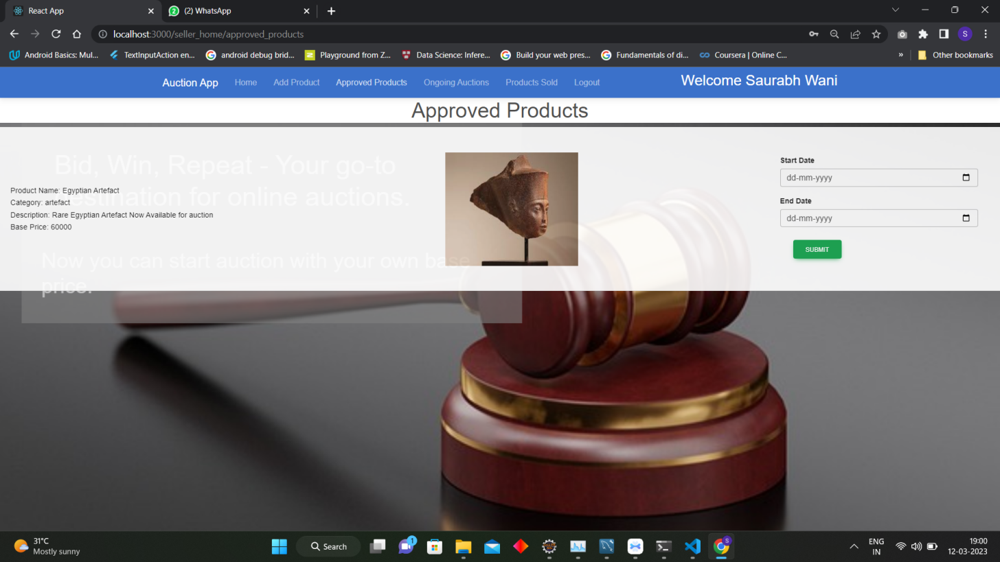 React App
(2) WhatsApp
localhost:3000/seller_home/approved_products
S
Android Basics: Mul...
TextInputAction en...
android debug brid...
Playground from Z...
Data Science: Infere...
Build your web pres...
Fundamentals of di...
Coursera | Online C...
»
Other bookmarks
Auction App
Home
Add Product
Approved Products
Ongoing Auctions
Products Sold
Logout
Welcome Saurabh Wani
Approved Products
Bid, Win, Repeat - Your go-to
destination for online auctions.
Product Name: Egyptian Artefact
Category: artefact
Description: Rare Egyptian Artefact Now Available for auction
Base Price: 60000
Now you can start auction with your own base
price.
Start Date
dd-mm-yyyy
End Date
dd-mm-yyyy
SUBMIT
31°C
Mostly sunny
Search
1
S
ENG
IN
19:00
12-03-2023